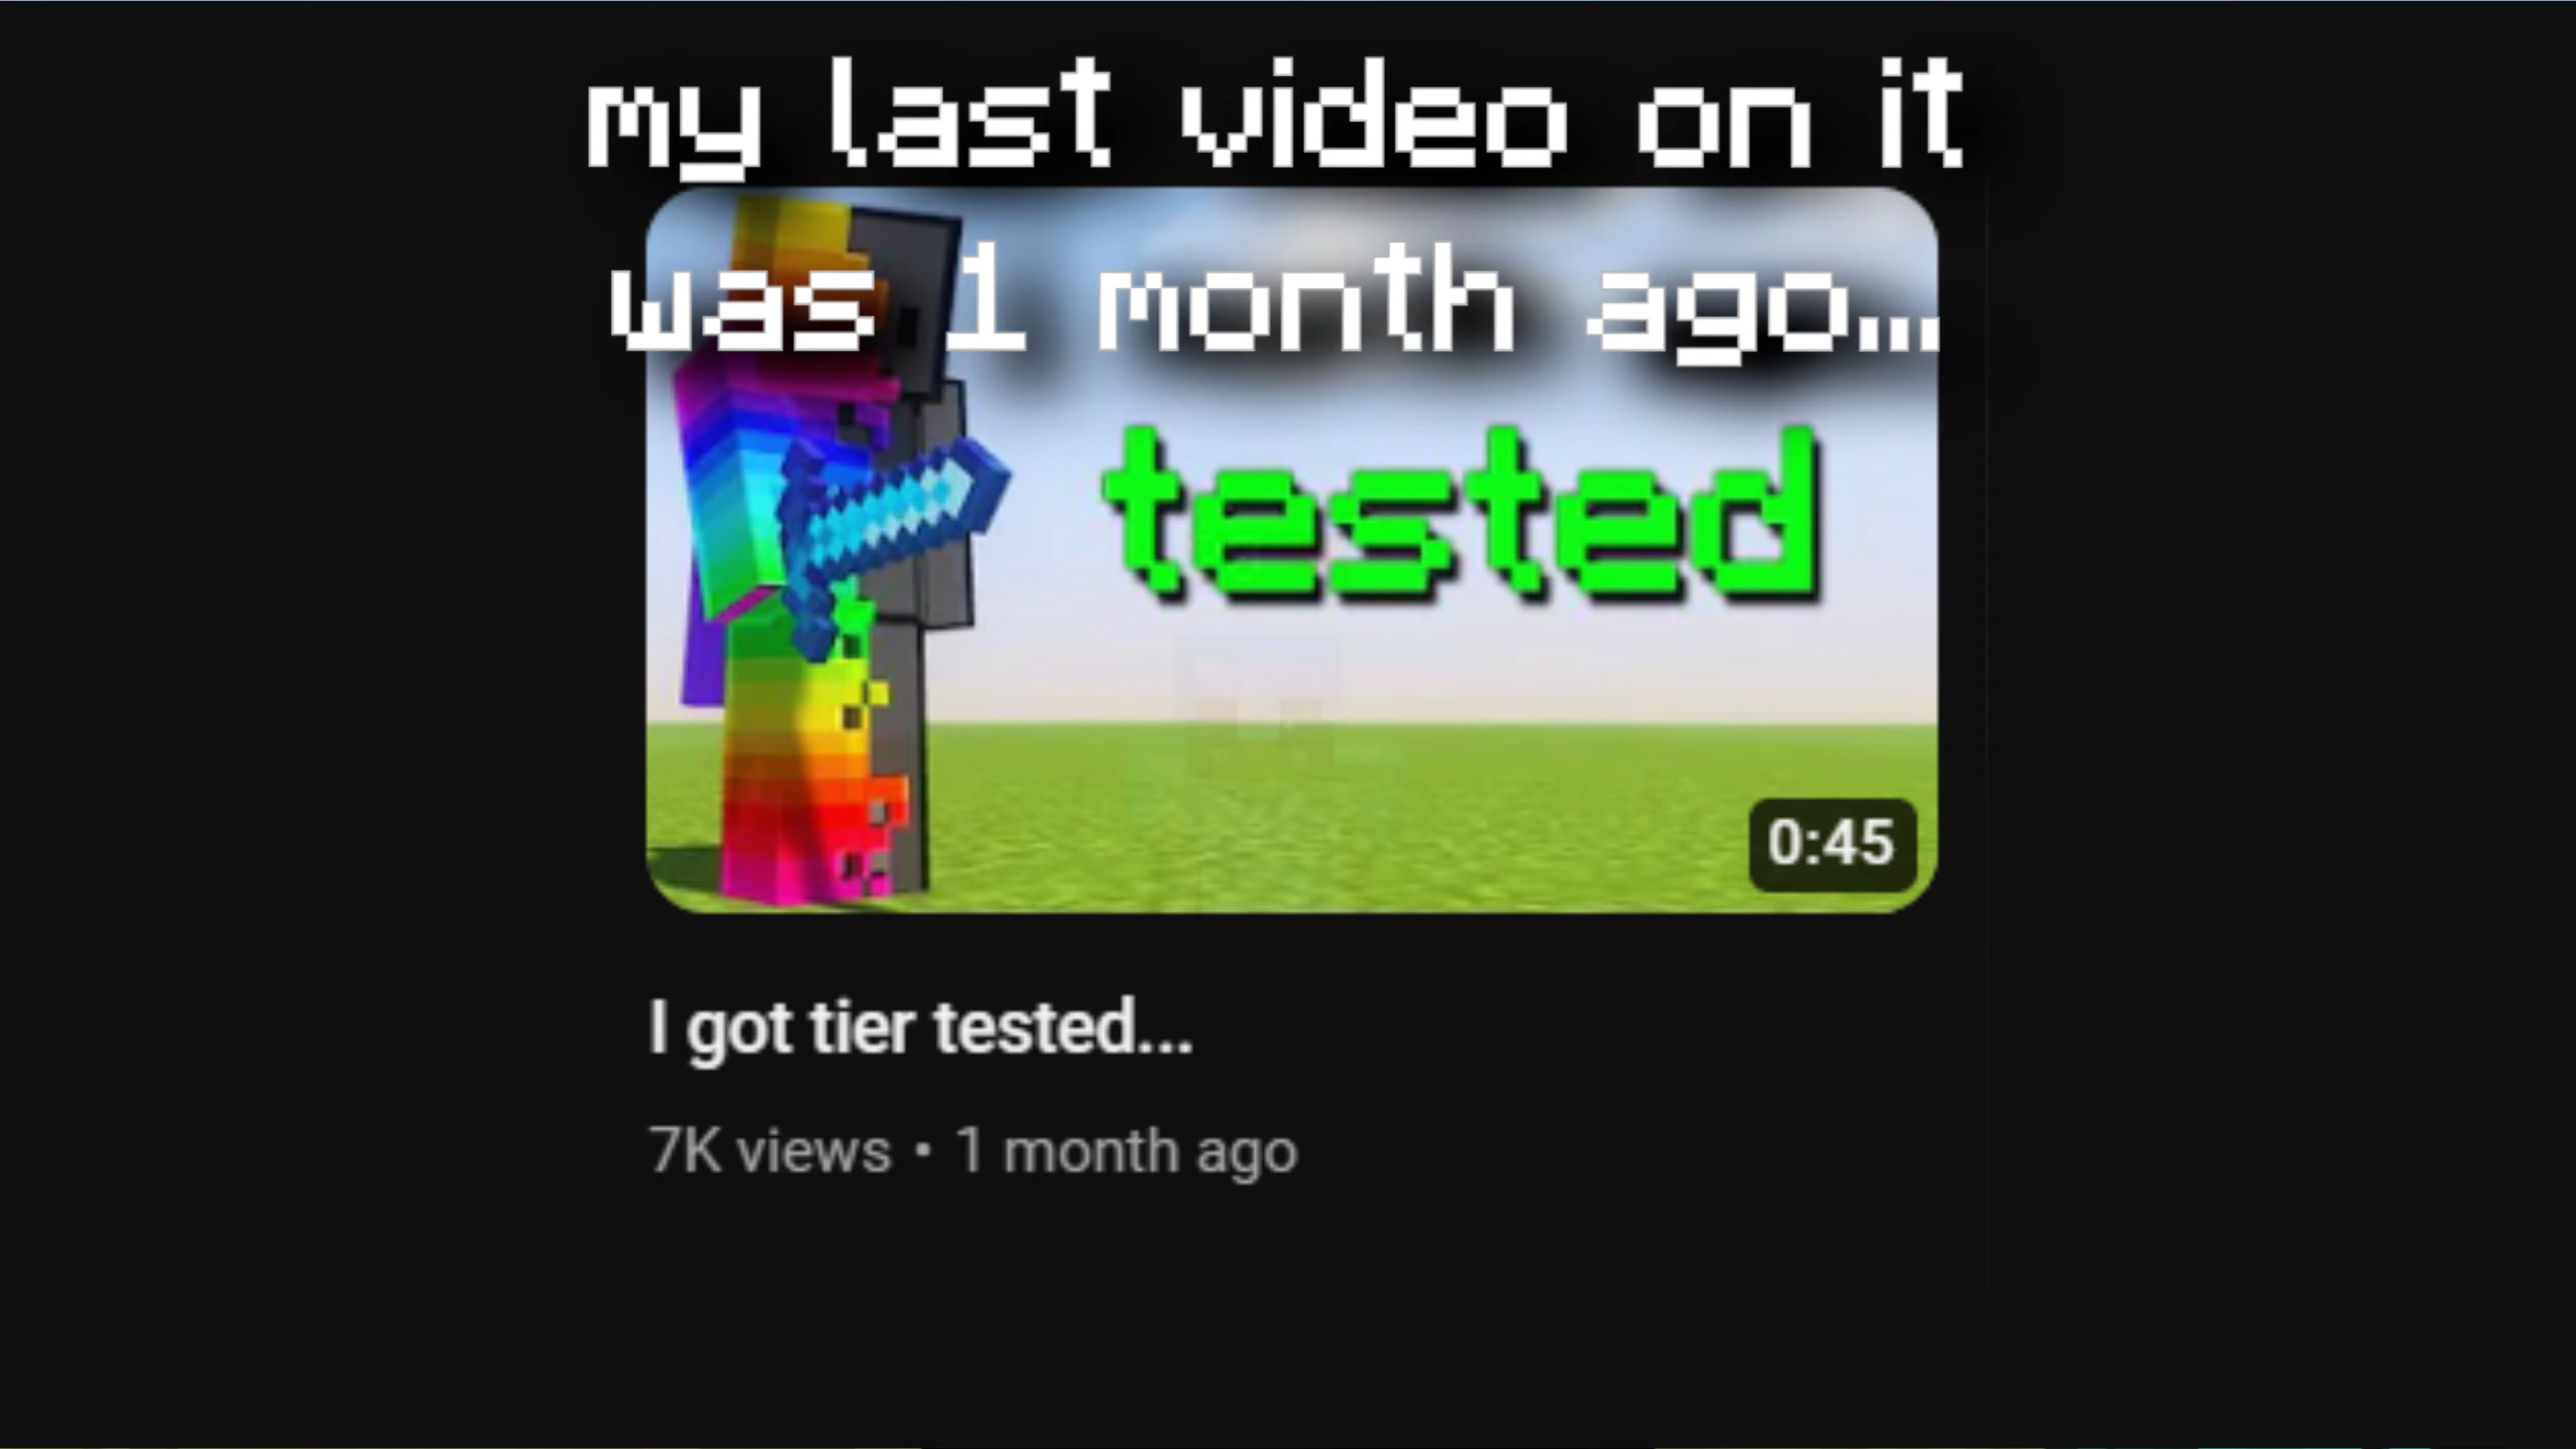 my last video on it
was 1 month ago...
tested
0:45
I got tier tested...
7K views • 1 month ago